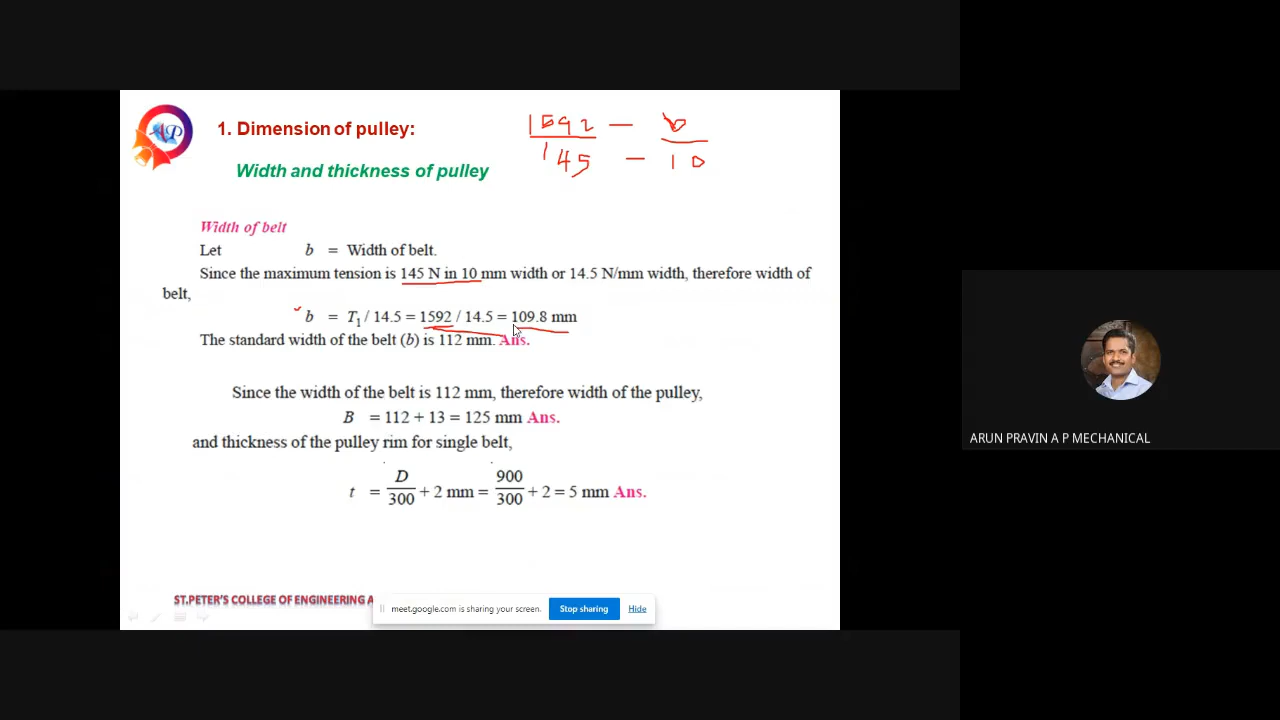 AP
1. Dimension of pulley:
1592 — b
145 — 10
Width and thickness of pulley
Width of belt
Let b = Width of belt.
Since the maximum tension is 145 N in 10 mm width or 14.5 N/mm width, therefore width of
belt,
b = T1 / 14.5 = 1592 / 14.5 = 109.8 mm
The standard width of the belt (b) is 112 mm. Ans.
Since the width of the belt is 112 mm, therefore width of the pulley,
B = 112 + 13 = 125 mm Ans.
and thickness of the pulley rim for single belt,
t = D/300 + 2 mm = 900/300 + 2 = 5 mm Ans.
ST.PETER'S COLLEGE OF ENGINEERING A
meet.google.com is sharing your screen. Stop sharing Hide
ARUN PRAVIN A P MECHANICAL